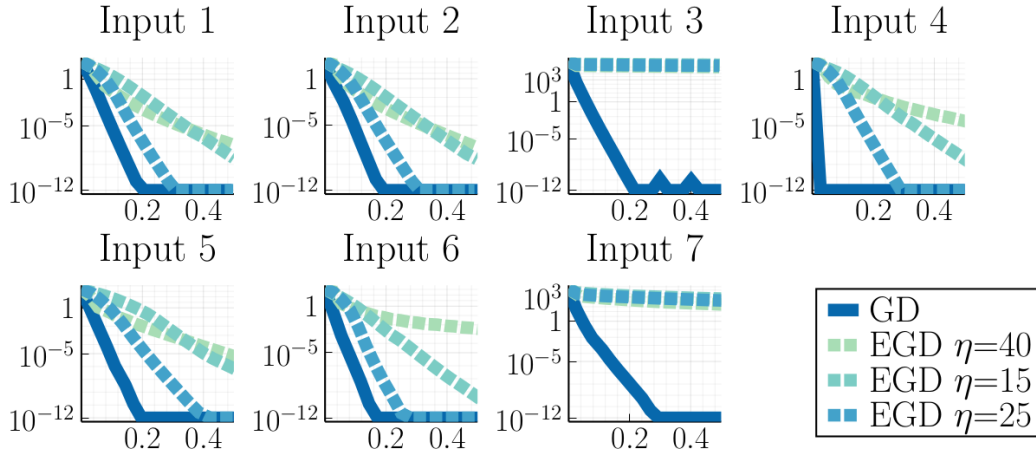 Input 1 Input 2 Input 3 Input 4
1 1 10^3 1
1
10^-5 10^-5 10^-5 10^-5
10^-12 10^-12 10^-12 10^-12
0.2 0.4 0.2 0.4 0.2 0.4 0.2 0.4
Input 5 Input 6 Input 7
1 1 10^3
1
10^-5 10^-5 10^-5
10^-12 10^-12 10^-12
0.2 0.4 0.2 0.4 0.2 0.4
GD
EGD η=40
EGD η=15
EGD η=25